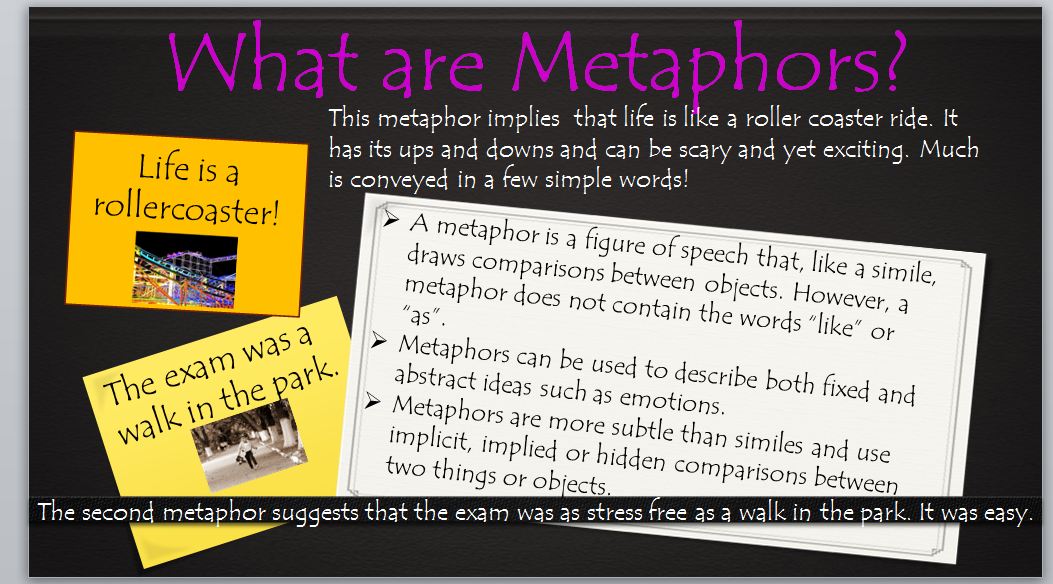 What are Metaphors?
This metaphor implies that life is like a roller coaster ride. It
has its ups and downs and can be scary and yet exciting. Much
is conveyed in a few simple words!
Life is a
rollercoaster!
➢ A metaphor is a figure of speech that, like a simile,
draws comparisons between objects. However, a
metaphor does not contain the words “like” or
“as”.
➢ Metaphors can be used to describe both fixed and
abstract ideas such as emotions.
➢ Metaphors are more subtle than similes and use
implicit, implied or hidden comparisons between
two things or objects.
The exam was a
walk in the park.
The second metaphor suggests that the exam was as stress free as a walk in the park. It was easy.